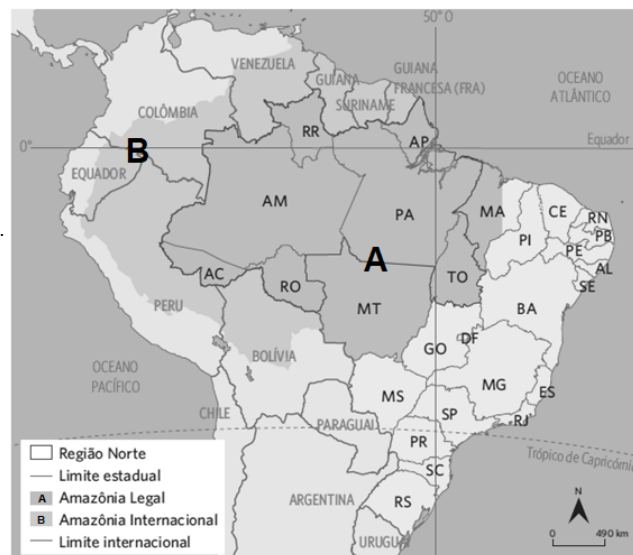 50° O
VENEZUELA
GUIANA
GUIANA
FRANCESA (FRA)
SURINAME
OCEANO
ATLÂNTICO
COLÔMBIA
RR
AP
0°
B
Equador
EQUADOR
AM
PA
MA
CE
RN
PB
PI
PE
AL
SE
A
AC
RO
TO
MT
BA
PERU
BOLÍVIA
GO
DF
OCEANO
PACÍFICO
MG
ES
MS
SP
RJ
CHILE
PARAGUAI
PR
Trópico de Capricórni
SC
RS
ARGENTINA
URUGUAI
Região Norte
Limite estadual
A Amazônia Legal
B Amazônia Internacional
Limite internacional
N
0 490 km